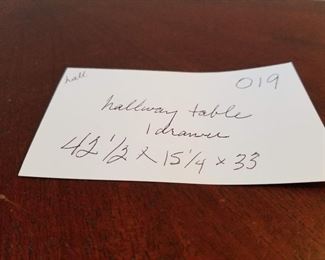 hall
019
hallway table
1 drawer
42 1/2 x 15 1/4 x 33